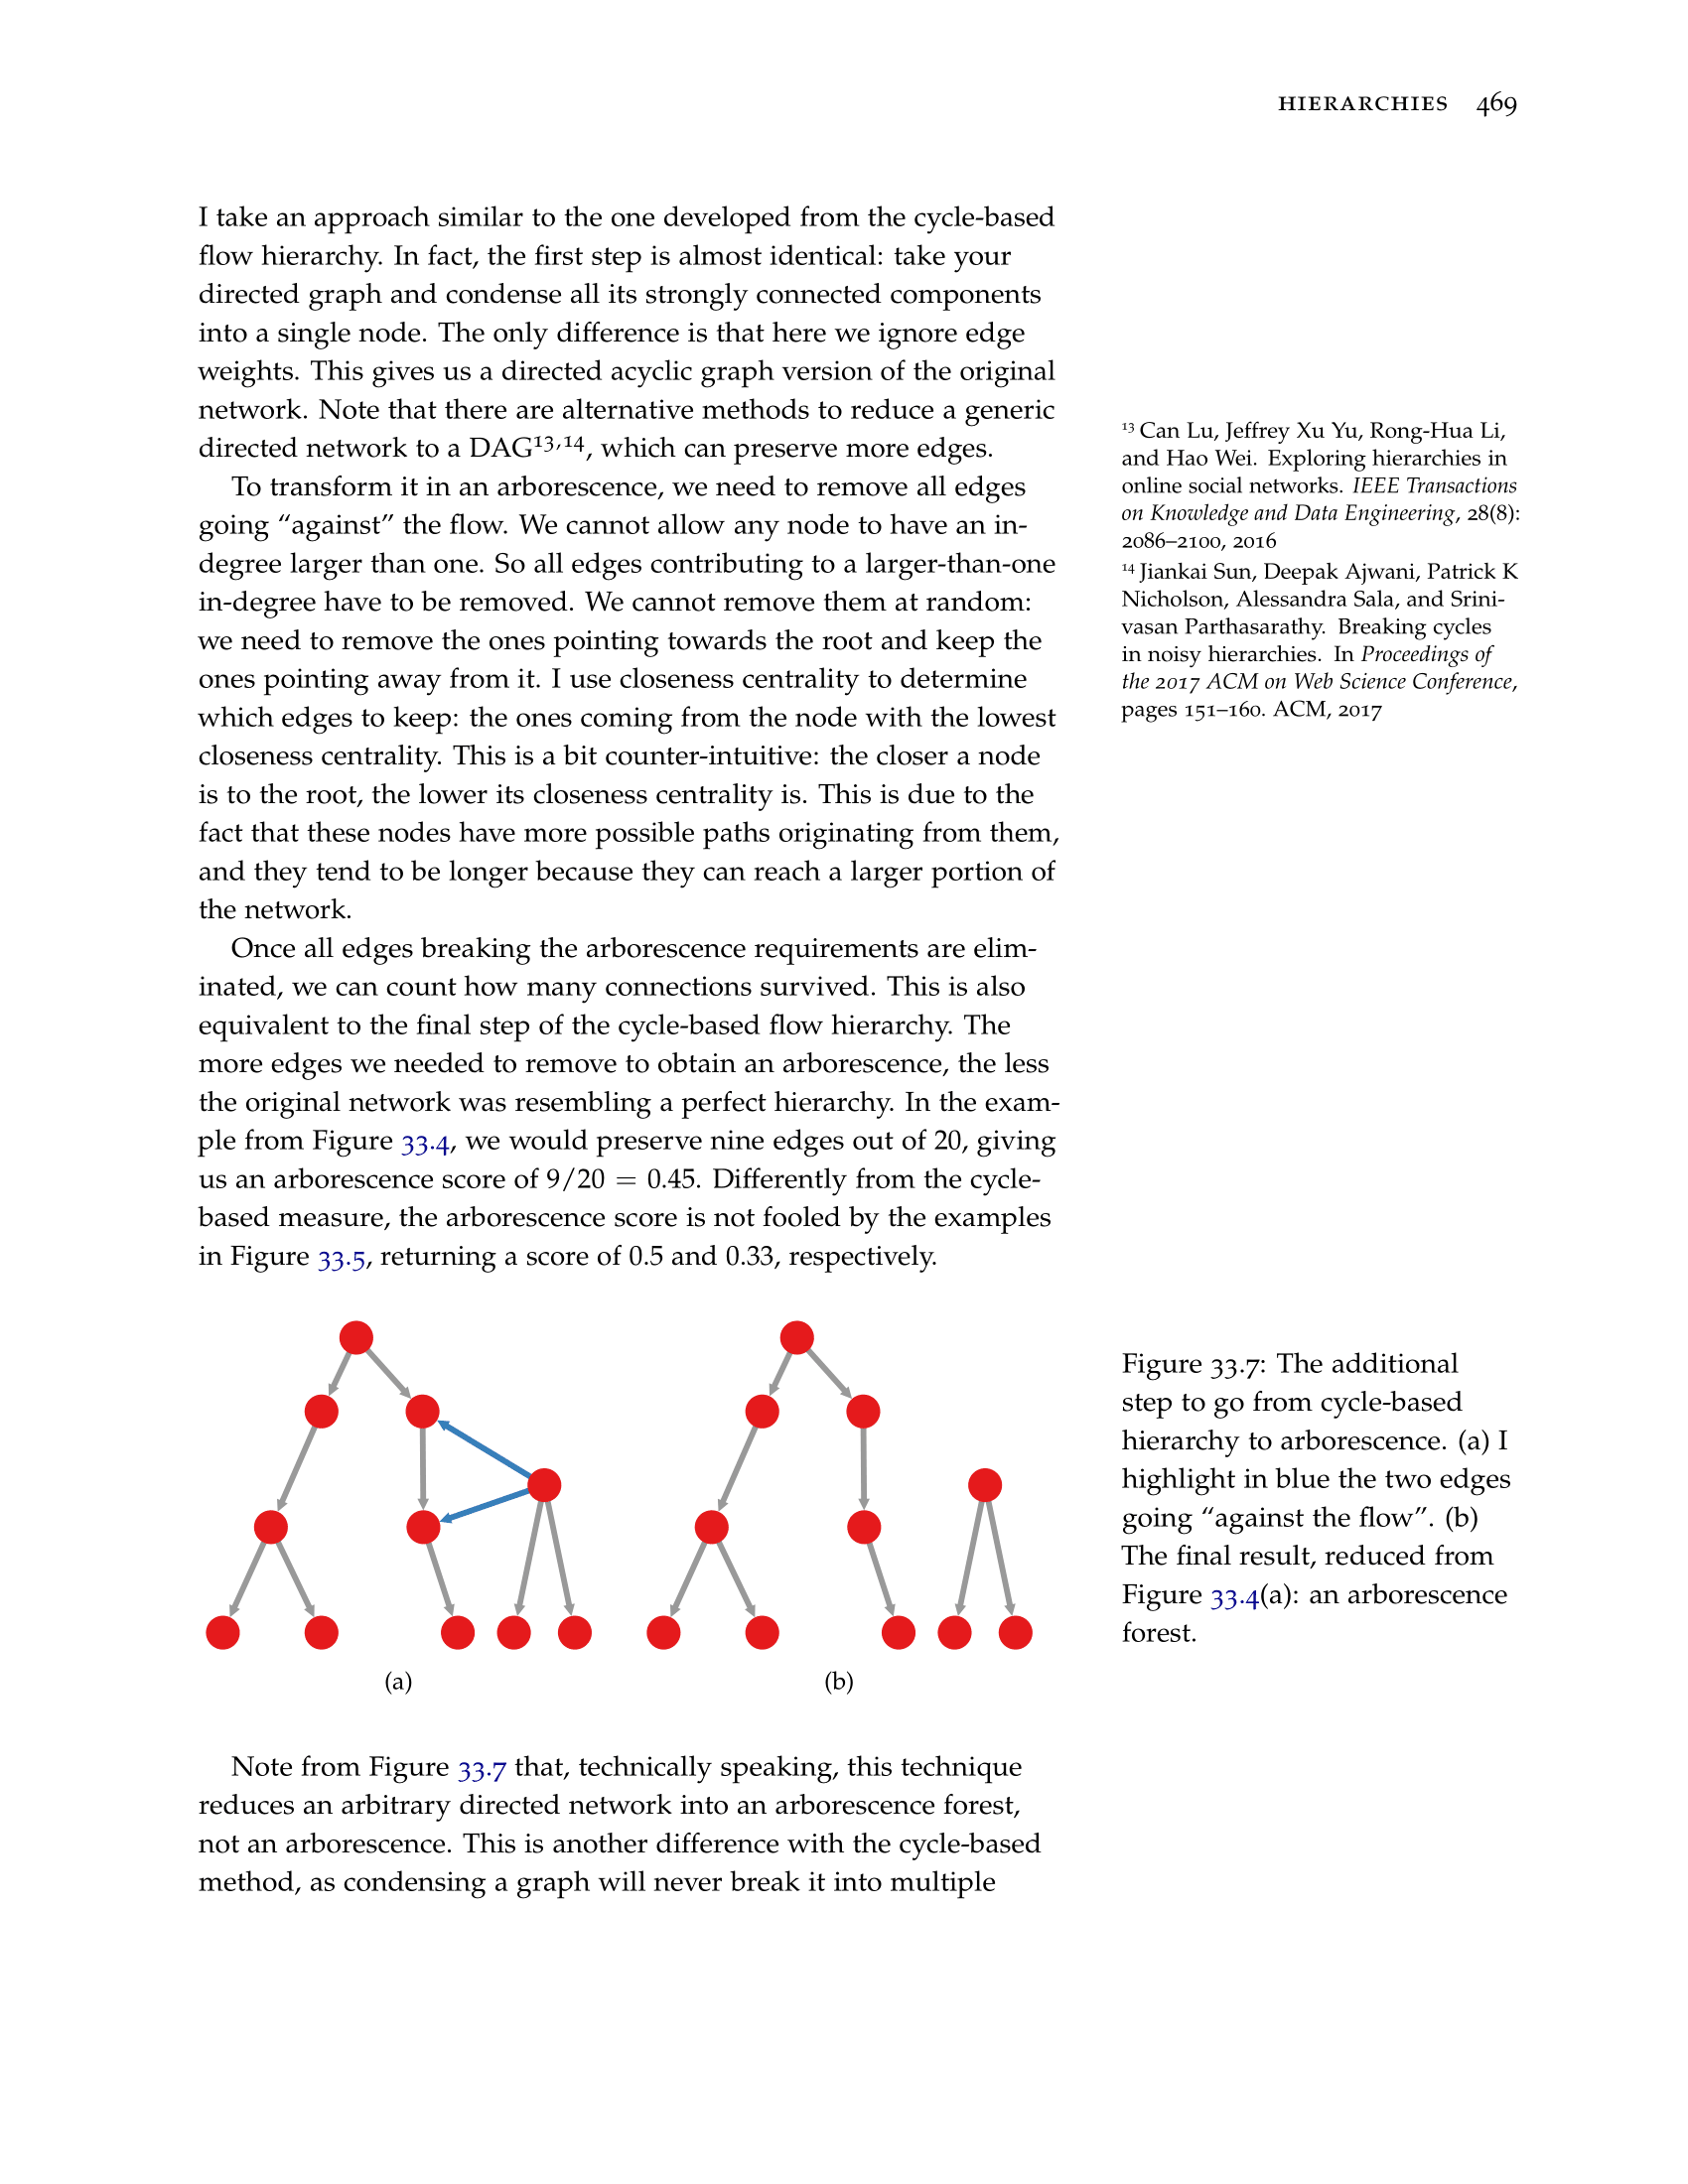 HIERARCHIES 469
I take an approach similar to the one developed from the cycle-based
flow hierarchy. In fact, the first step is almost identical: take your
directed graph and condense all its strongly connected components
into a single node. The only difference is that here we ignore edge
weights. This gives us a directed acyclic graph version of the original
network. Note that there are alternative methods to reduce a generic
directed network to a DAG¹³,¹⁴, which can preserve more edges.
To transform it in an arborescence, we need to remove all edges
going “against” the flow. We cannot allow any node to have an in-
degree larger than one. So all edges contributing to a larger-than-one
in-degree have to be removed. We cannot remove them at random:
we need to remove the ones pointing towards the root and keep the
ones pointing away from it. I use closeness centrality to determine
which edges to keep: the ones coming from the node with the lowest
closeness centrality. This is a bit counter-intuitive: the closer a node
is to the root, the lower its closeness centrality is. This is due to the
fact that these nodes have more possible paths originating from them,
and they tend to be longer because they can reach a larger portion of
the network.
Once all edges breaking the arborescence requirements are elim-
inated, we can count how many connections survived. This is also
equivalent to the final step of the cycle-based flow hierarchy. The
more edges we needed to remove to obtain an arborescence, the less
the original network was resembling a perfect hierarchy. In the exam-
ple from Figure 33.4, we would preserve nine edges out of 20, giving
us an arborescence score of 9/20 = 0.45. Differently from the cycle-
based measure, the arborescence score is not fooled by the examples
in Figure 33.5, returning a score of 0.5 and 0.33, respectively.
¹³ Can Lu, Jeffrey Xu Yu, Rong-Hua Li,
and Hao Wei. Exploring hierarchies in
online social networks. IEEE Transactions
on Knowledge and Data Engineering, 28(8):
2086–2100, 2016
¹⁴ Jiankai Sun, Deepak Ajwani, Patrick K
Nicholson, Alessandra Sala, and Srini-
vasan Parthasarathy. Breaking cycles
in noisy hierarchies. In Proceedings of
the 2017 ACM on Web Science Conference,
pages 151–160. ACM, 2017
(a)
(b)
Figure 33.7: The additional
step to go from cycle-based
hierarchy to arborescence. (a) I
highlight in blue the two edges
going “against the flow”. (b)
The final result, reduced from
Figure 33.4(a): an arborescence
forest.
Note from Figure 33.7 that, technically speaking, this technique
reduces an arbitrary directed network into an arborescence forest,
not an arborescence. This is another difference with the cycle-based
method, as condensing a graph will never break it into multiple